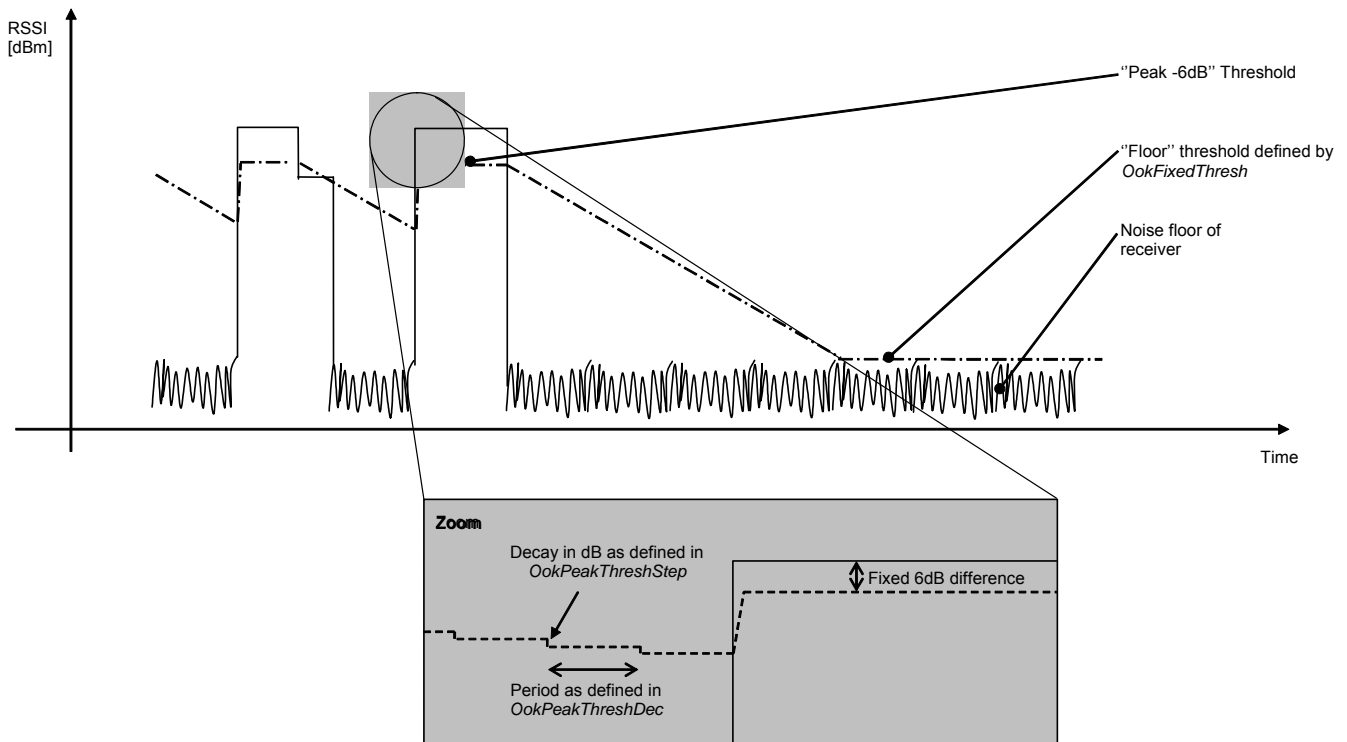 RSSI
[dBm]
‘'Peak -6dB’' Threshold
‘'Floor’' threshold defined by
OokFixedThresh
Noise floor of
receiver
Time
Zoom
Decay in dB as defined in
OokPeakThreshStep
Fixed 6dB difference
Period as defined in
OokPeakThreshDec